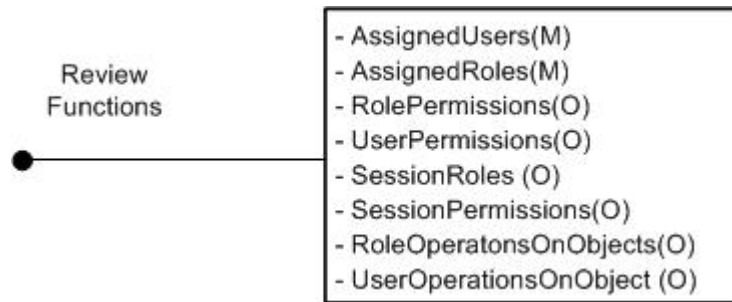 Review
Functions
- AssignedUsers(M)
- AssignedRoles(M)
- RolePermissions(O)
- UserPermissions(O)
- SessionRoles (O)
- SessionPermissions(O)
- RoleOperatonsOnObjects(O)
- UserOperationsOnObject (O)